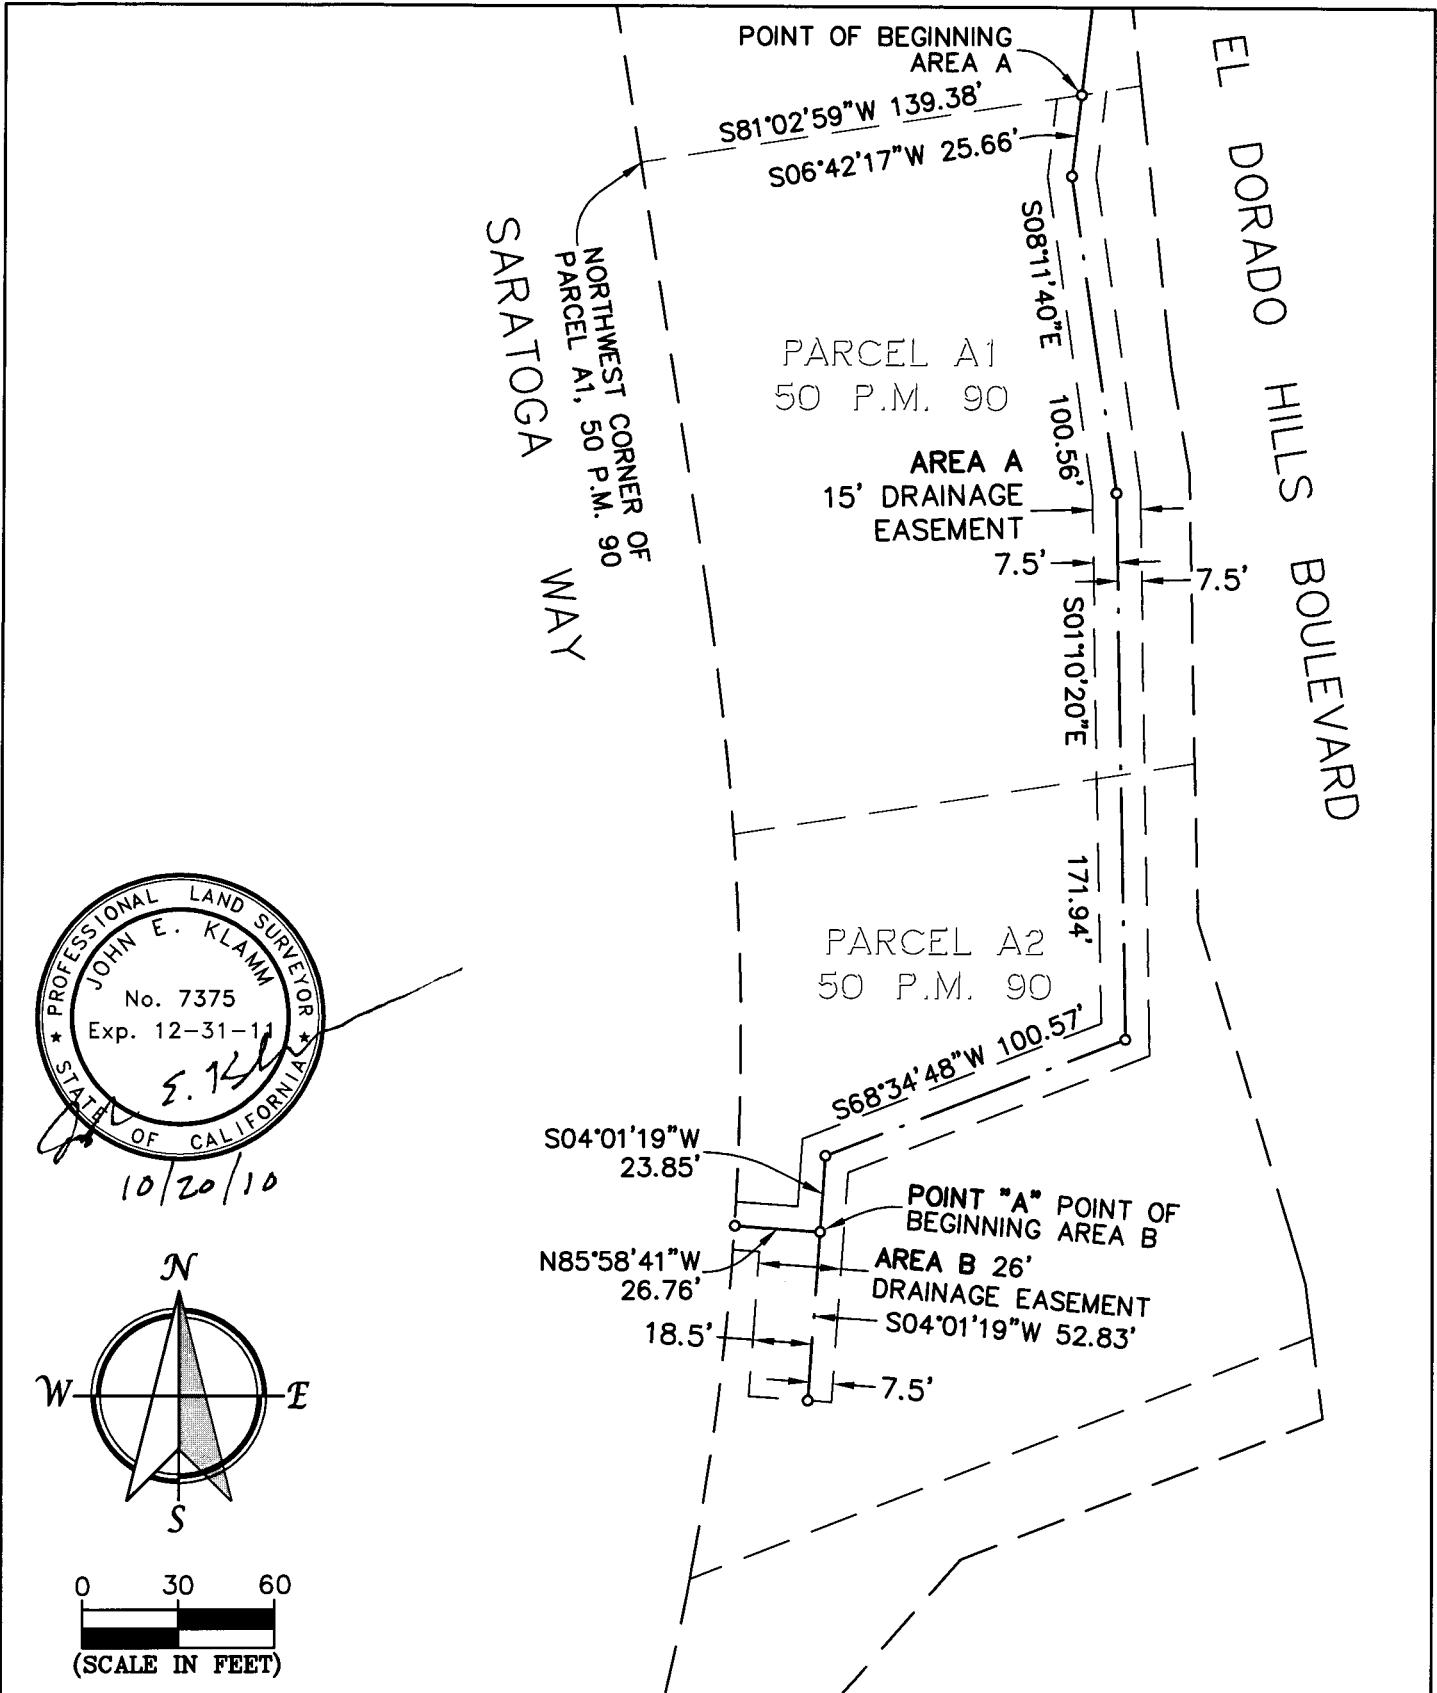 POINT OF BEGINNING
AREA A
S81°02'59"W 139.38'
S06°42'17"W 25.66'
EL DORADO HILLS BOULEVARD
SARATOGA WAY
NORTHWEST CORNER OF
PARCEL A1, 50 P.M. 90
S08°11'40"E 100.56'
PARCEL A1
50 P.M. 90
AREA A
15' DRAINAGE
EASEMENT
7.5'
7.5'
S01°10'20"E 171.94'
PARCEL A2
50 P.M. 90
S68°34'48"W 100.57'
S04°01'19"W
23.85'
POINT "A" POINT OF
BEGINNING AREA B
N85°58'41"W
26.76'
AREA B 26'
DRAINAGE EASEMENT
S04°01'19"W 52.83'
18.5'
7.5'
PROFESSIONAL LAND SURVEYOR
JOHN E. KLAMM
No. 7375
Exp. 12-31-11
STATE OF CALIFORNIA
10/20/10
N
W E
S
0 30 60
(SCALE IN FEET)